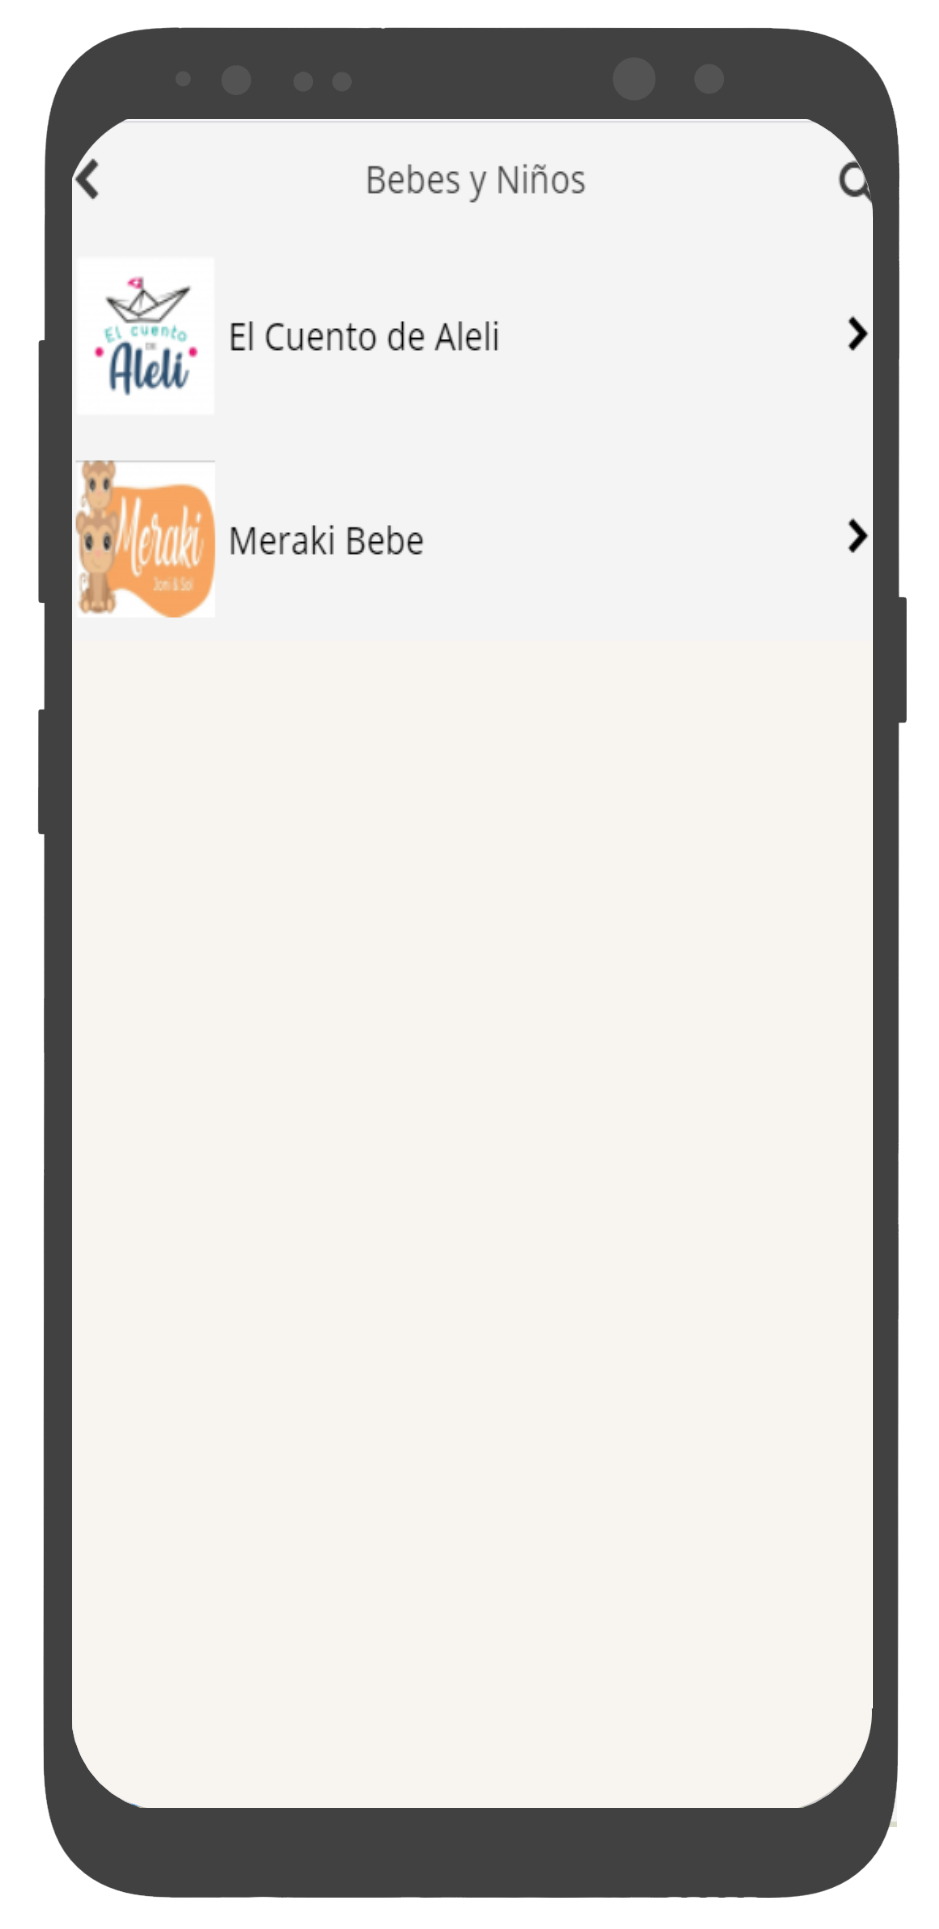 Bebes y Niños
El cuento
DE
Aleli
El Cuento de Aleli
Meraki
Joni & Sol
Meraki Bebe